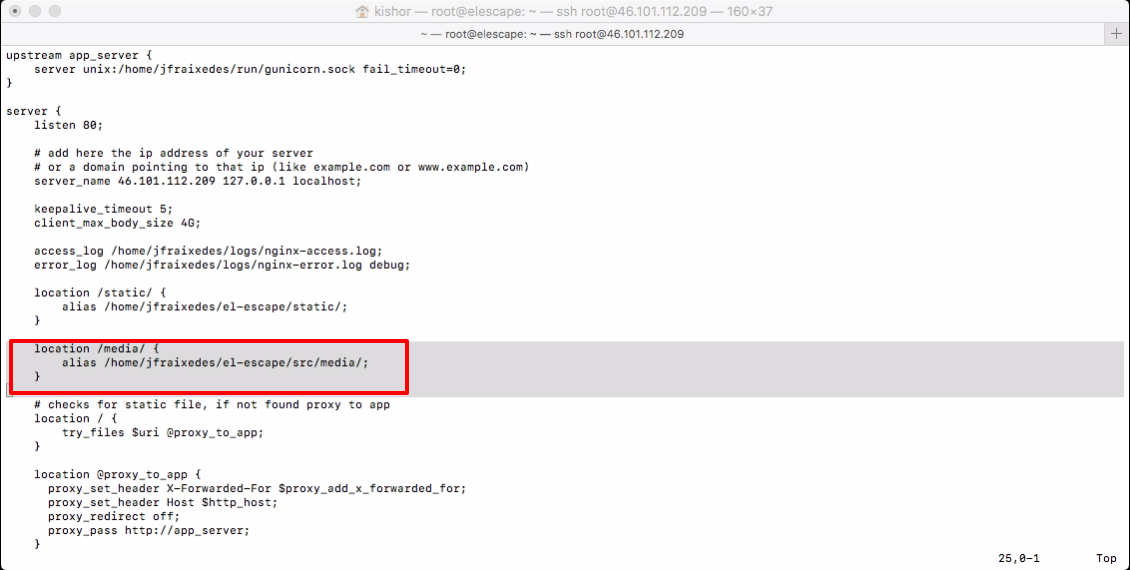 kishor — root@elescape: ~ — ssh root@46.101.112.209 — 160×37
~ — root@elescape: ~ — ssh root@46.101.112.209
+
upstream app_server {
    server unix:/home/jfraixedes/run/gunicorn.sock fail_timeout=0;
}

server {
    listen 80;

    # add here the ip address of your server
    # or a domain pointing to that ip (like example.com or www.example.com)
    server_name 46.101.112.209 127.0.0.1 localhost;

    keepalive_timeout 5;
    client_max_body_size 4G;

    access_log /home/jfraixedes/logs/nginx-access.log;
    error_log /home/jfraixedes/logs/nginx-error.log debug;

    location /static/ {
        alias /home/jfraixedes/el-escape/static/;
    }

    location /media/ {
        alias /home/jfraixedes/el-escape/src/media/;
    }

    # checks for static file, if not found proxy to app
    location / {
        try_files $uri @proxy_to_app;
    }

    location @proxy_to_app {
      proxy_set_header X-Forwarded-For $proxy_add_x_forwarded_for;
      proxy_set_header Host $http_host;
      proxy_redirect off;
      proxy_pass http://app_server;
    }
25,0-1 Top